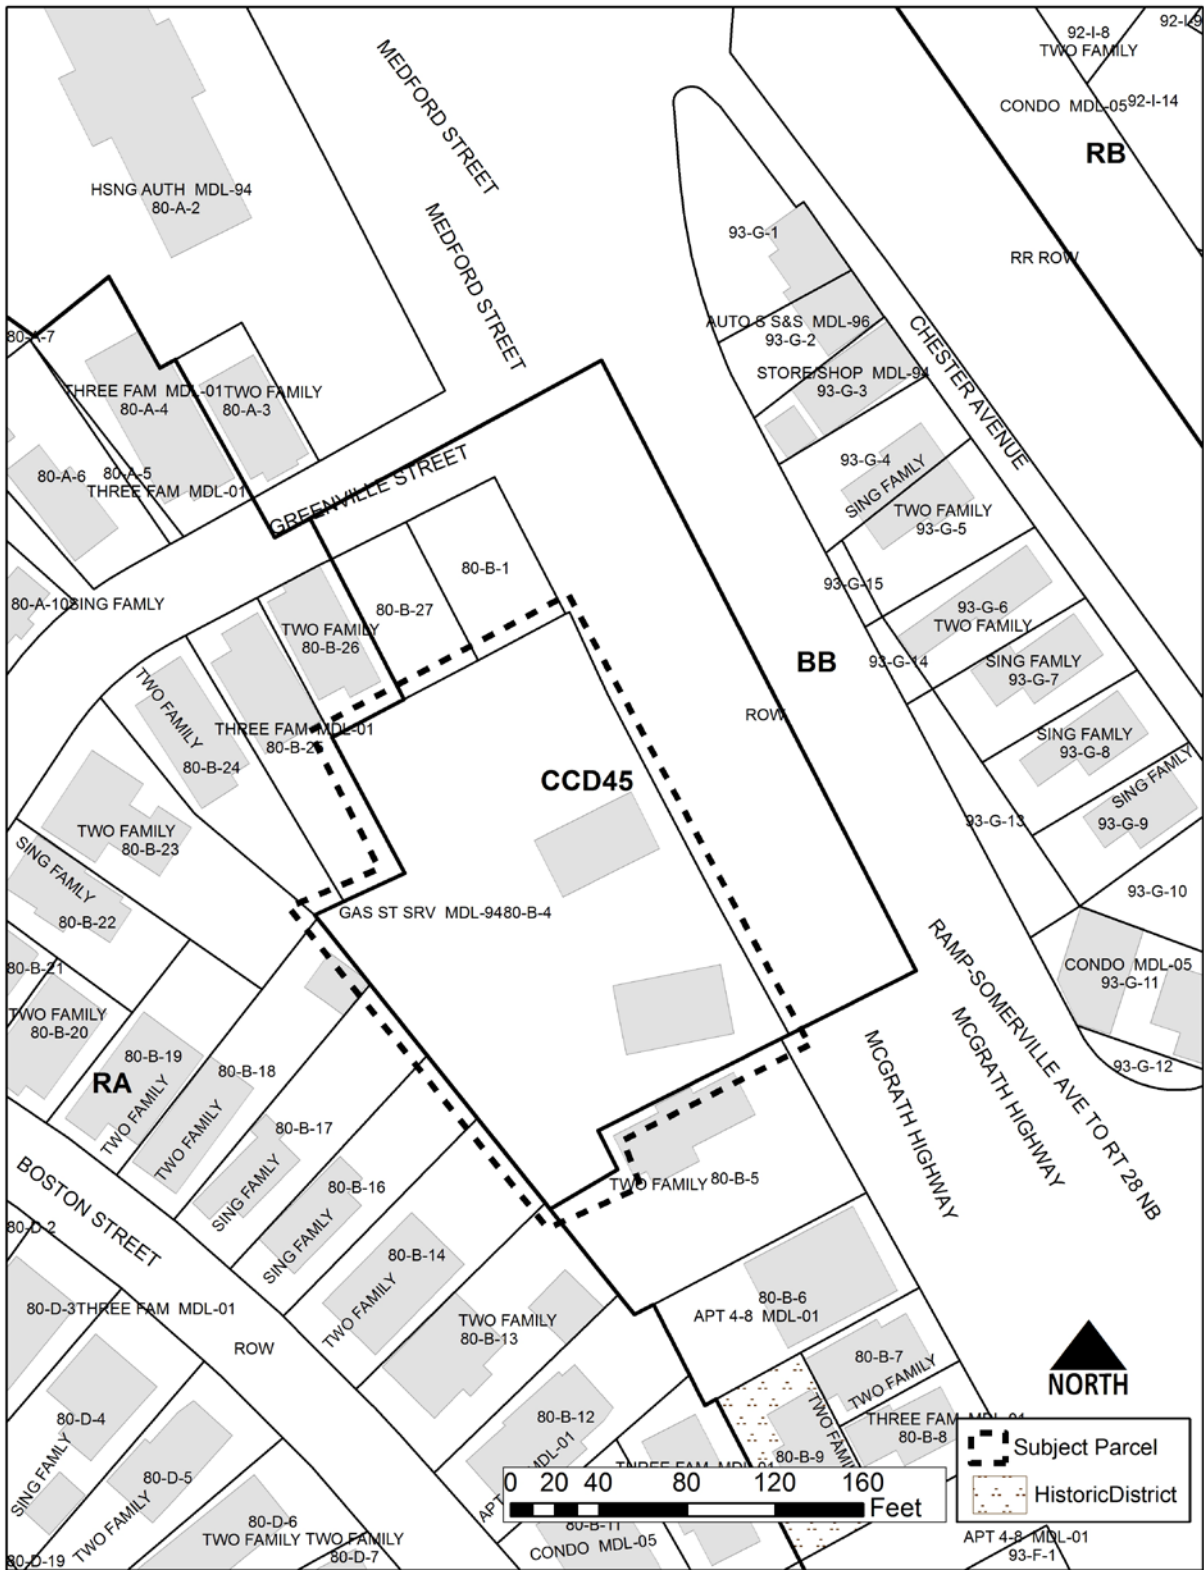 92-I-9
92-I-8
TWO FAMILY
CONDO MDL-05
92-I-14
RB
MEDFORD STREET
HSNG AUTH MDL-94
80-A-2
MEDFORD STREET
93-G-1
RR ROW
80-A-7
AUTO S S&S MDL-96
93-G-2
CHESTER AVENUE
STORE/SHOP MDL-94
93-G-3
THREE FAM MDL-01
80-A-4
TWO FAMILY
80-A-3
80-A-6
80-A-5
THREE FAM MDL-01
GREENVILLE STREET
93-G-4
SING FAMLY
TWO FAMILY
93-G-5
80-B-1
93-G-15
80-A-10
SING FAMLY
80-B-27
93-G-6
TWO FAMILY
TWO FAMILY
80-B-26
BB
93-G-14
SING FAMLY
93-G-7
TWO FAMILY
80-B-24
THREE FAM MDL-01
80-B-25
ROW
SING FAMLY
93-G-8
CCD45
SING FAMLY
93-G-9
93-G-13
TWO FAMILY
80-B-23
SING FAMLY
80-B-22
93-G-10
GAS ST SRV MDL-94
80-B-4
80-B-21
RAMP-SOMERVILLE AVE TO RT 28 NB
CONDO MDL-05
93-G-11
TWO FAMILY
80-B-20
80-B-19
TWO FAMILY
RA
80-B-18
TWO FAMILY
MCGRATH HIGHWAY
MCGRATH HIGHWAY
93-G-12
80-B-17
SING FAMLY
80-B-16
SING FAMLY
TWO FAMILY
80-B-5
BOSTON STREET
80-D-2
80-B-14
TWO FAMILY
80-D-3
THREE FAM MDL-01
TWO FAMILY
80-B-13
80-B-6
APT 4-8 MDL-01
ROW
80-B-7
TWO FAMILY
NORTH
80-D-4
SING FAMLY
80-B-12
MDL-01
APT
80-B-9
THREE FAM MDL-01
80-B-8
Subject Parcel
HistoricDistrict
80-D-5
TWO FAMILY
0 20 40 80 120 160
Feet
80-D-6
TWO FAMILY
TWO FAMILY
80-D-7
80-B-11
CONDO MDL-05
APT 4-8 MDL-01
93-F-1
80-D-19